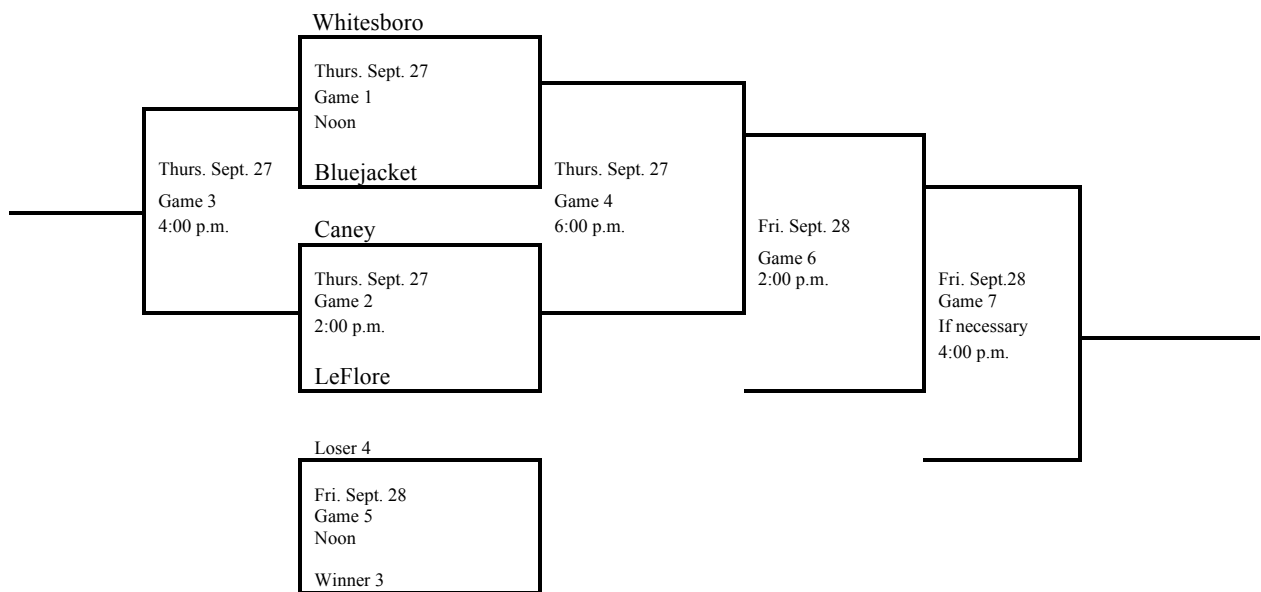 Whitesboro
Thurs. Sept. 27
Game 1
Noon
Bluejacket
Thurs. Sept. 27
Game 3
4:00 p.m.
Caney
Thurs. Sept. 27
Game 2
2:00 p.m.
LeFlore
Thurs. Sept. 27
Game 4
6:00 p.m.
Fri. Sept. 28
Game 6
2:00 p.m.
Fri. Sept.28
Game 7
If necessary
4:00 p.m.
Loser 4
Fri. Sept. 28
Game 5
Noon
Winner 3